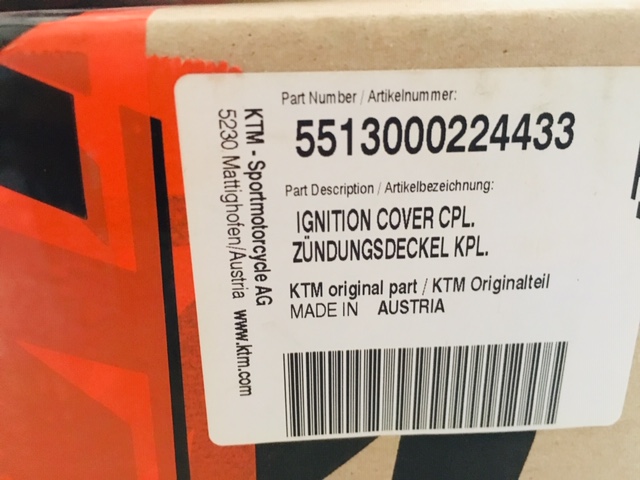 Part Number / Artikelnummer:
5513000224433
Part Description / Artikelbezeichnung:
IGNITION COVER CPL.
ZÜNDUNGSDECKEL KPL.
KTM original part / KTM Originalteil
MADE IN AUSTRIA
KTM - Sportmotorcycle AG
5230 Mattighofen/Austria www.ktm.com